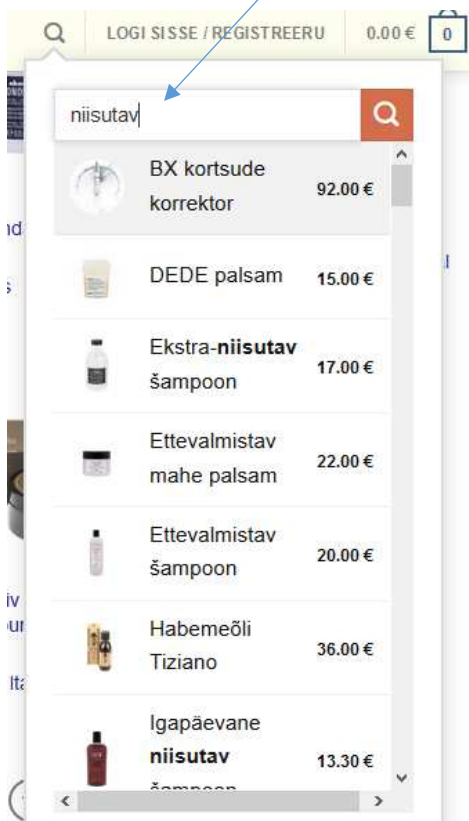 LOGI SISSE / REGISTREERU 0.00 € 0
niisutav
BX kortsude
korrektor
92.00 €
DEDE palsam 15.00 €
Ekstra-niisutav
šampoon
17.00 €
Ettevalmistav
mahe palsam
22.00 €
Ettevalmistav
šampoon
20.00 €
Habemeõli
Tiziano
36.00 €
Igapäevane
niisutav
13.30 €
šampoon